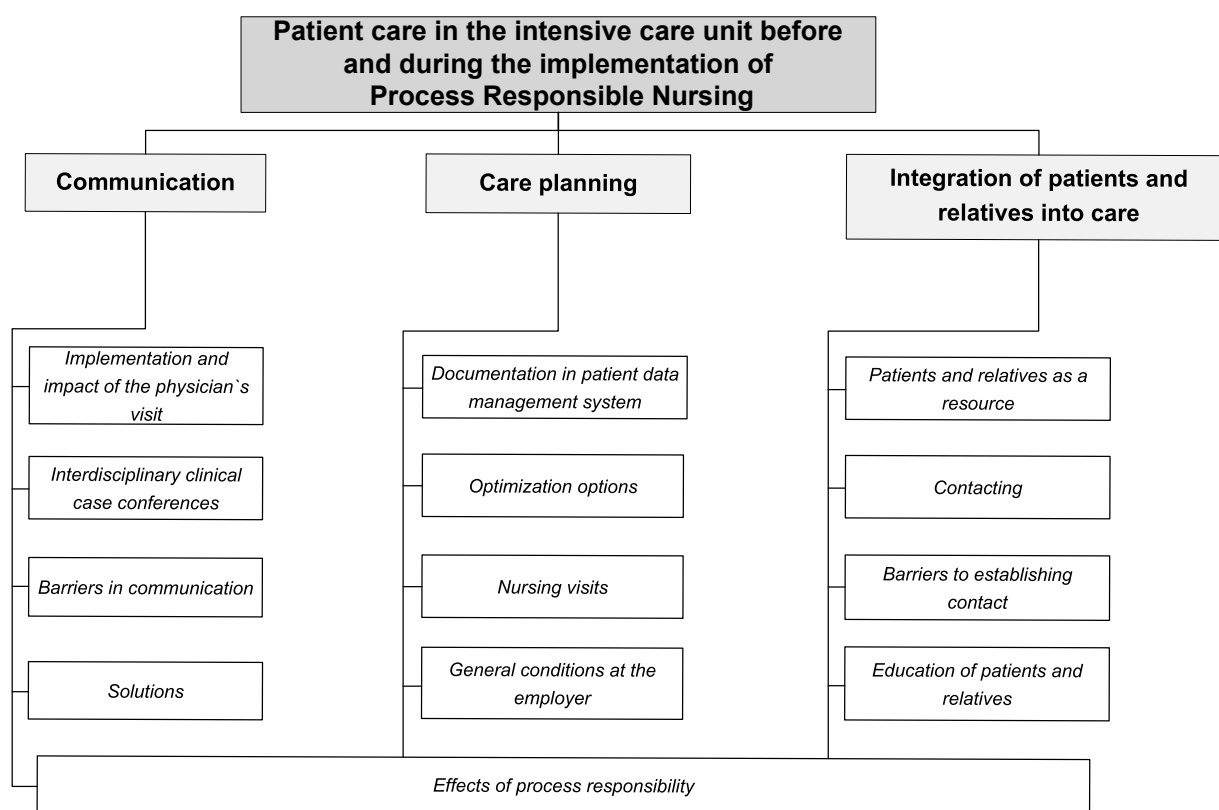 Patient care in the intensive care unit before
and during the implementation of
Process Responsible Nursing
Communication
Care planning
Integration of patients and
relatives into care
Implementation and
impact of the physician`s
visit
Interdisciplinary clinical
case conferences
Barriers in communication
Solutions
Documentation in patient data
management system
Optimization options
Nursing visits
General conditions at the
employer
Patients and relatives as a
resource
Contacting
Barriers to establishing
contact
Education of patients and
relatives
Effects of process responsibility